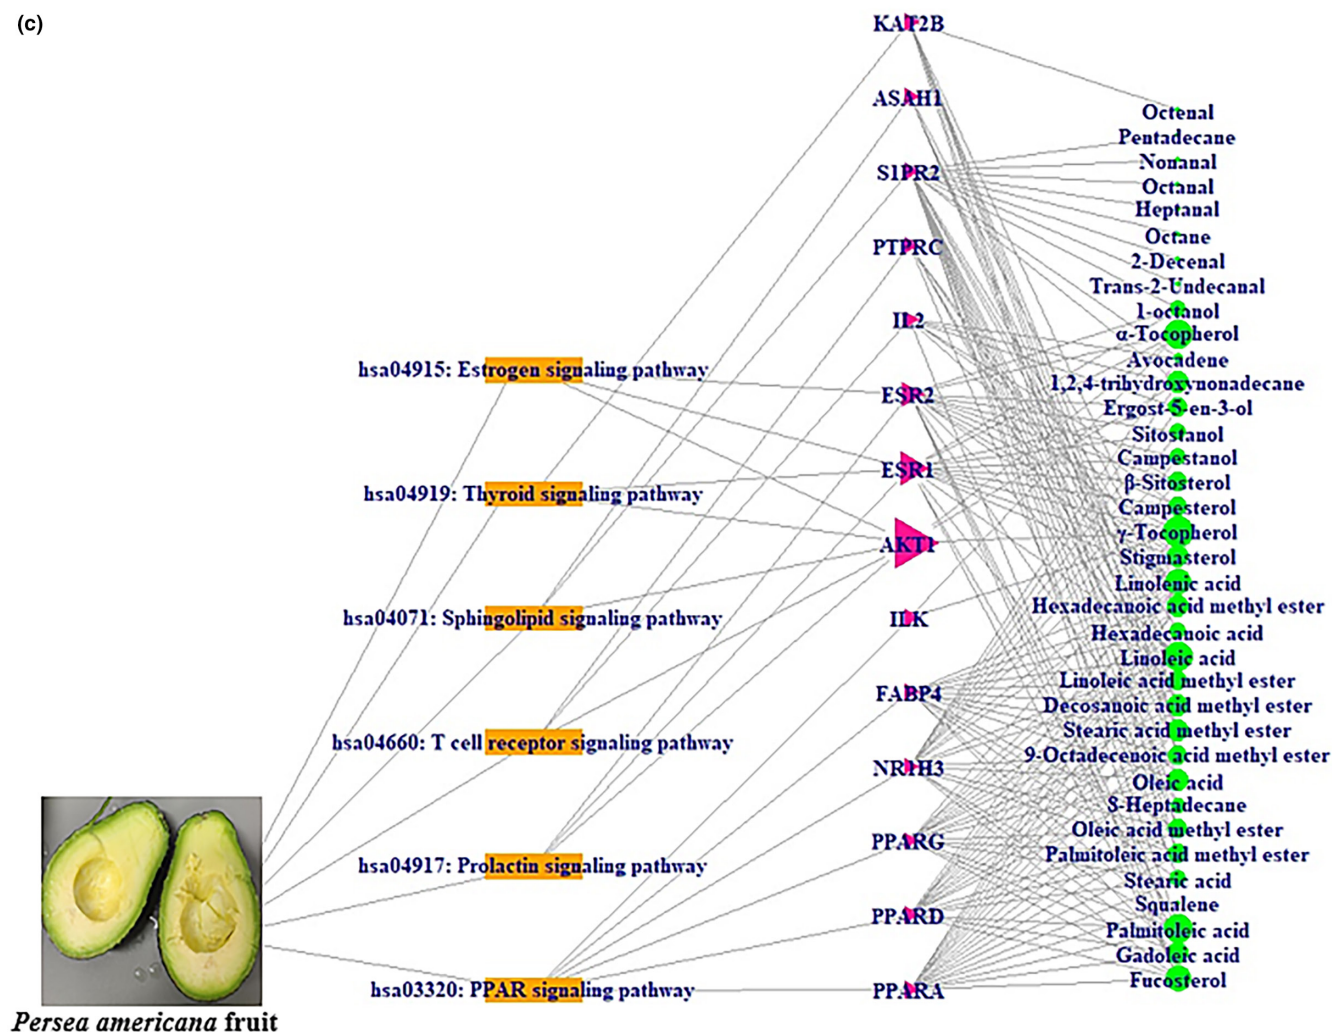 (c)
hsa04915: Estrogen signaling pathway
hsa04919: Thyroid signaling pathway
hsa04071: Sphingolipid signaling pathway
hsa04660: T cell receptor signaling pathway
hsa04917: Prolactin signaling pathway
hsa03320: PPAR signaling pathway
Persea americana fruit
KAT2B
ASAH1
S1PR2
PTPRC
IL2
ESR2
ESR1
AKT1
ILK
FABP4
NR1H3
PPARG
PPARD
PPARA
Octenal
Pentadecane
Nonanal
Octanal
Heptanal
Octane
2-Decenal
Trans-2-Undecanal
1-octanol
α-Tocopherol
Avocadene
1,2,4-trihydroxynonadecane
Ergost-5-en-3-ol
Sitostanol
Campestanol
β-Sitosterol
Campesterol
γ-Tocopherol
Stigmasterol
Linolenic acid
Hexadecanoic acid methyl ester
Hexadecanoic acid
Linoleic acid
Linoleic acid methyl ester
Decosanoic acid methyl ester
Stearic acid methyl ester
9-Octadecenoic acid methyl ester
Oleic acid
8-Heptadecane
Oleic acid methyl ester
Palmitoleic acid methyl ester
Stearic acid
Squalene
Palmitoleic acid
Gadoleic acid
Fucosterol